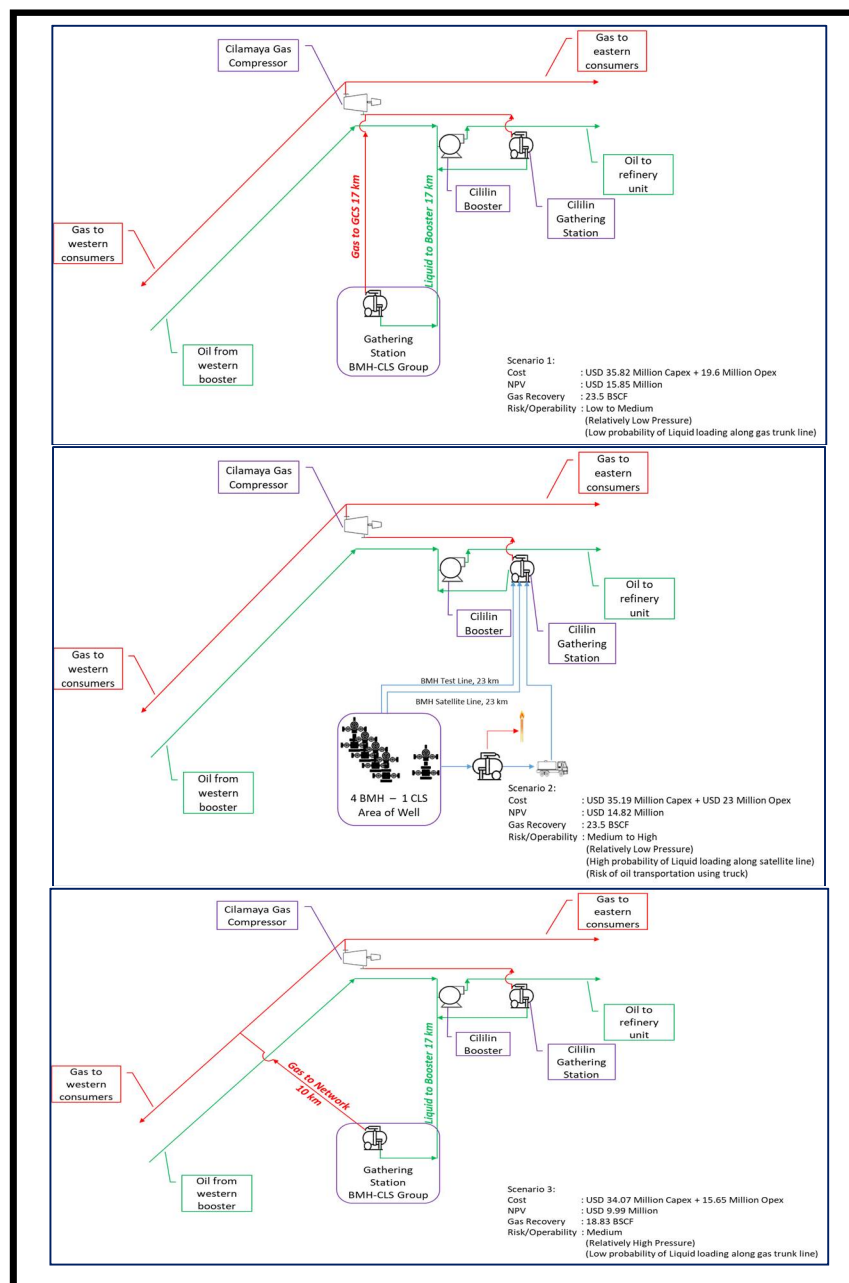 Cilamaya Gas
Compressor
Gas to
eastern
consumers
Gas to
western
consumers
Gas to GCS 17 km
Liquid to Booster 17 km
Cililin
Booster
Oil to
refinery
unit
Cililin
Gathering
Station
Oil from
western
booster
Gathering
Station
BMH-CLS Group
Scenario 1:
Cost : USD 35.82 Million Capex + 19.6 Million Opex
NPV : USD 15.85 Million
Gas Recovery : 23.5 BSCF
Risk/Operability : Low to Medium
(Relatively Low Pressure)
(Low probability of Liquid loading along gas trunk line)
Cilamaya Gas
Compressor
Gas to
eastern
consumers
Gas to
western
consumers
Cililin
Booster
Oil to
refinery
unit
Cililin
Gathering
Station
BMH Test Line, 23 km
BMH Satellite Line, 23 km
Oil from
western
booster
4 BMH – 1 CLS
Area of Well
Scenario 2:
Cost : USD 35.19 Million Capex + USD 23 Million Opex
NPV : USD 14.82 Million
Gas Recovery : 23.5 BSCF
Risk/Operability : Medium to High
(Relatively Low Pressure)
(High probability of Liquid loading along satellite line)
(Risk of oil transportation using truck)
Cilamaya Gas
Compressor
Gas to
eastern
consumers
Gas to
western
consumers
Gas to Network
10 km
Liquid to Booster 17 km
Cililin
Booster
Oil to
refinery
unit
Cililin
Gathering
Station
Oil from
western
booster
Gathering
Station
BMH-CLS Group
Scenario 3:
Cost : USD 34.07 Million Capex + 15.65 Million Opex
NPV : USD 9.99 Million
Gas Recovery : 18.83 BSCF
Risk/Operability : Medium
(Relatively High Pressure)
(Low probability of Liquid loading along gas trunk line)